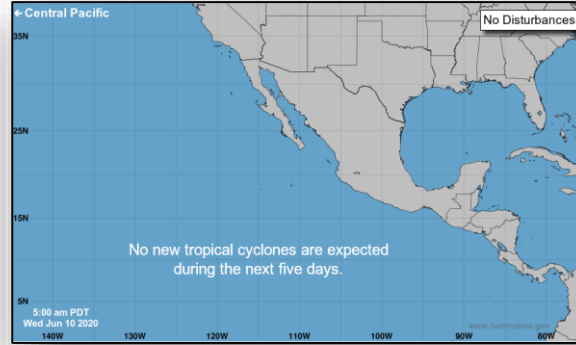 ←Central Pacific
No Disturbances
35N
25N
15N
No new tropical cyclones are expected
during the next five days.
5N
5:00 am PDT
Wed Jun 10 2020
www.hurricanes.gov
140W 130W 120W 110W 100W 90W 80W